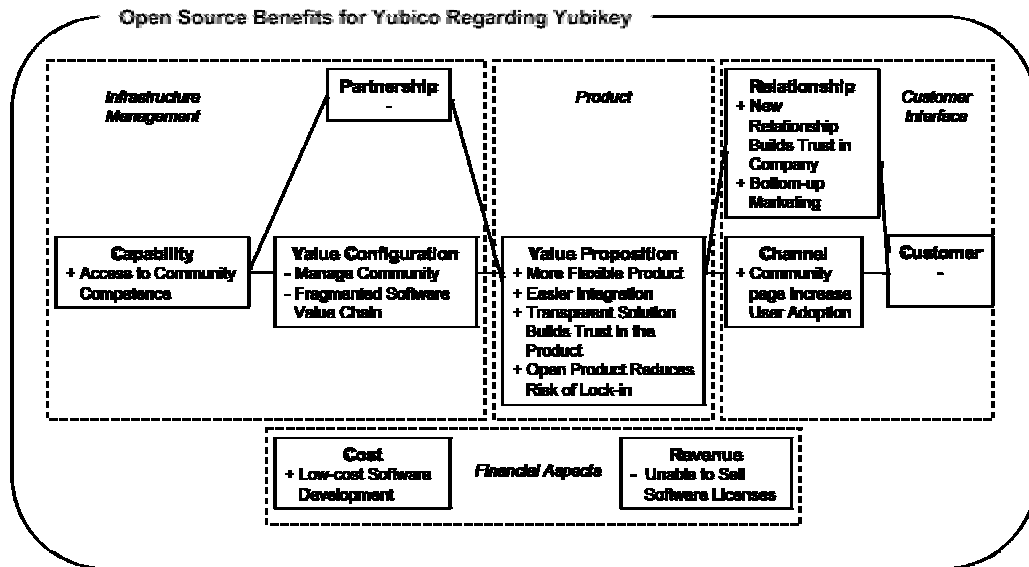 Open Source Benefits for Yubico Regarding Yubikey
Infrastructure
Management
Partnership
-
Capability
+ Access to Community
Competence
Value Configuration
- Manage Community
- Fragmented Software
Value Chain
Product
Value Proposition
+ More Flexible Product
+ Easier Integration
+ Transparent Solution
Builds Trust in the
Product
+ Open Product Reduces
Risk of Lock-in
Relationship
+ New
Relationship
Builds Trust in
Company
+ Bottom-up
Marketing
Customer
Interface
Channel
+ Community
page Increase
User Adoption
Customer
-
Cost
+ Low-cost Software
Development
Financial Aspects
Revenue
- Unable to Sell
Software Licenses